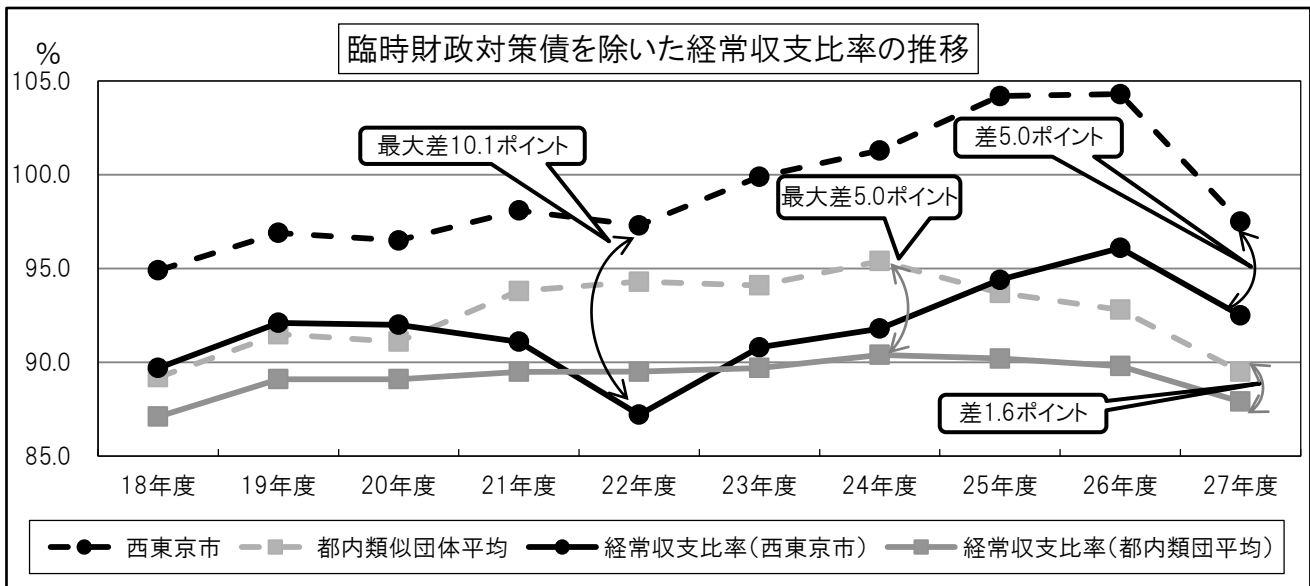 臨時財政対策債を除いた経常収支比率の推移
%
105.0
100.0
95.0
90.0
85.0
最大差10.1ポイント
最大差5.0ポイント
差5.0ポイント
差1.6ポイント
18年度 19年度 20年度 21年度 22年度 23年度 24年度 25年度 26年度 27年度
西東京市 都内類似団体平均 経常収支比率(西東京市) 経常収支比率(都内類団平均)